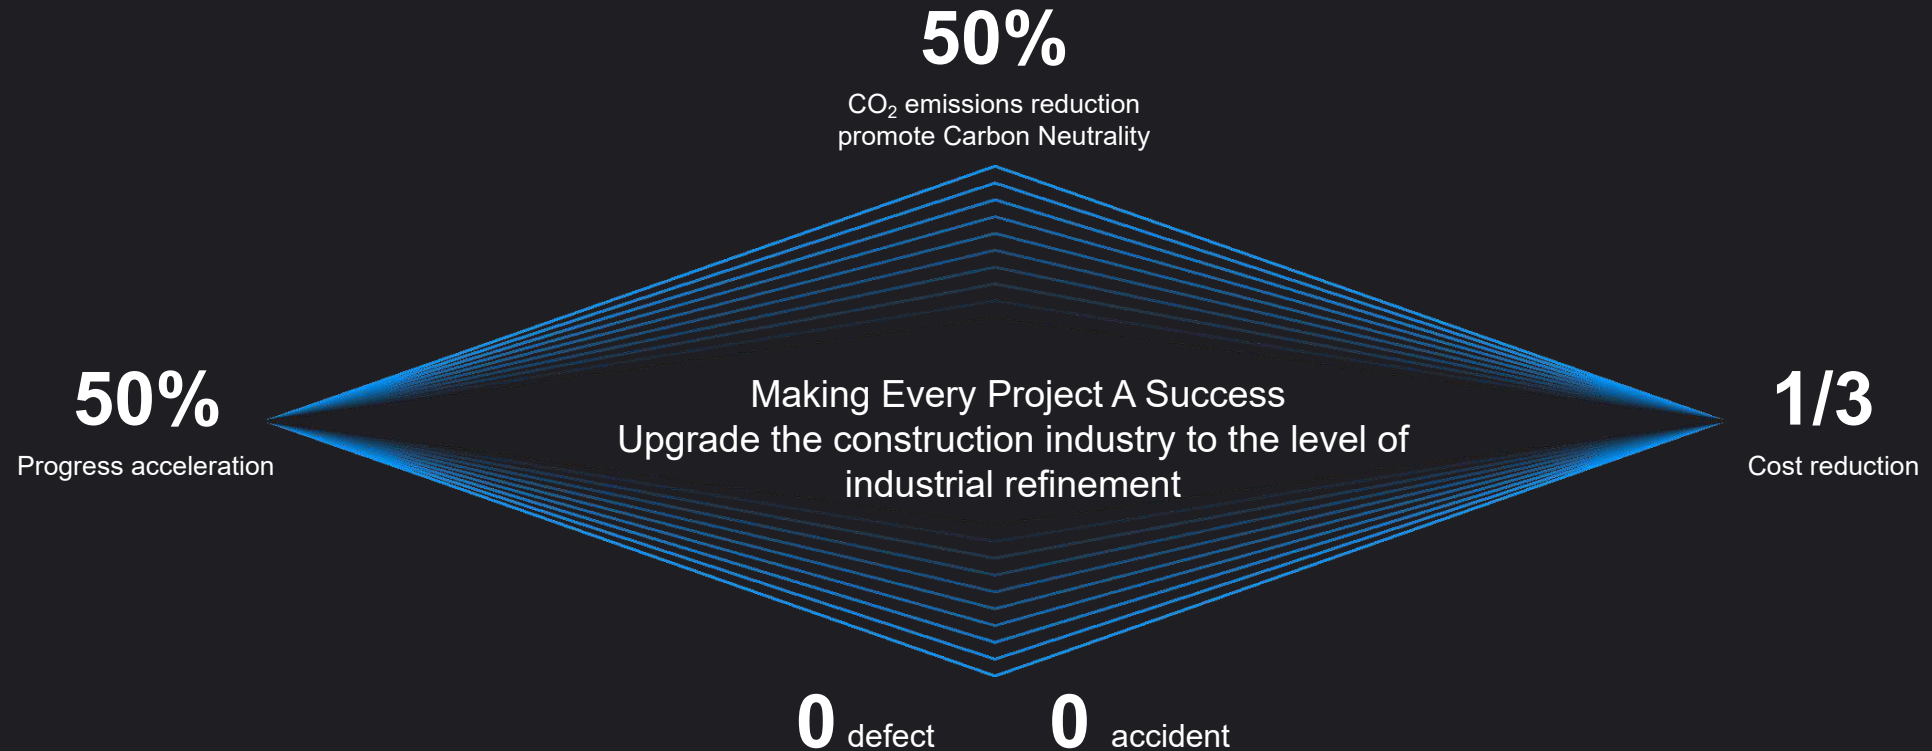 50%
CO₂ emissions reduction
promote Carbon Neutrality
50%
Progress acceleration
Making Every Project A Success
Upgrade the construction industry to the level of
industrial refinement
1/3
Cost reduction
0 defect
0 accident